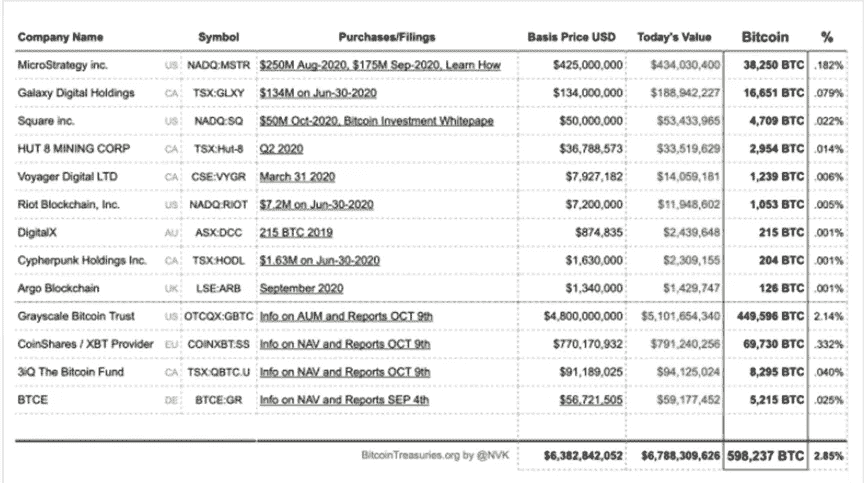 Company Name Symbol Purchases/Filings Basis Price USD Today's Value Bitcoin %
MicroStrategy inc. US NADQ:MSTR $250M Aug-2020, $175M Sep-2020, Learn How $425,000,000 $434,030,400 38,250 BTC .182%
Galaxy Digital Holdings CA TSX:GLXY $134M on Jun-30-2020 $134,000,000 $188,942,227 16,651 BTC .079%
Square inc. US NADQ:SQ $50M Oct-2020, Bitcoin Investment Whitepape $50,000,000 $53,433,965 4,709 BTC .022%
HUT 8 MINING CORP CA TSX:Hut-8 Q2 2020 $36,788,573 $33,519,629 2,954 BTC .014%
Voyager Digital LTD CA CSE:VYGR March 31 2020 $7,927,182 $14,059,181 1,239 BTC .006%
Riot Blockchain, Inc. US NADQ:RIOT $7.2M on Jun-30-2020 $7,200,000 $11,948,602 1,053 BTC .005%
DigitalX AU ASX:DCC 215 BTC 2019 $874,835 $2,439,648 215 BTC .001%
Cypherpunk Holdings Inc. CA TSX:HODL $1.63M on Jun-30-2020 $1,630,000 $2,309,155 204 BTC .001%
Argo Blockchain UK LSE:ARB September 2020 $1,340,000 $1,429,747 126 BTC .001%
Grayscale Bitcoin Trust US OTCQX:GBTC Info on AUM and Reports OCT 9th $4,800,000,000 $5,101,654,340 449,596 BTC 2.14%
CoinShares / XBT Provider EU COINXBT:SS Info on NAV and Reports OCT 9th $770,170,932 $791,240,256 69,730 BTC .332%
3iQ The Bitcoin Fund CA TSX:QBTC.U Info on NAV and Reports OCT 9th $91,189,025 $94,125,024 8,295 BTC .040%
BTCE DE BTCE:GR Info on NAV and Reports SEP 4th $56,721,505 $59,177,452 5,215 BTC .025%
BitcoinTreasuries.org by @NVK $6,382,842,052 $6,788,309,626 598,237 BTC 2.85%